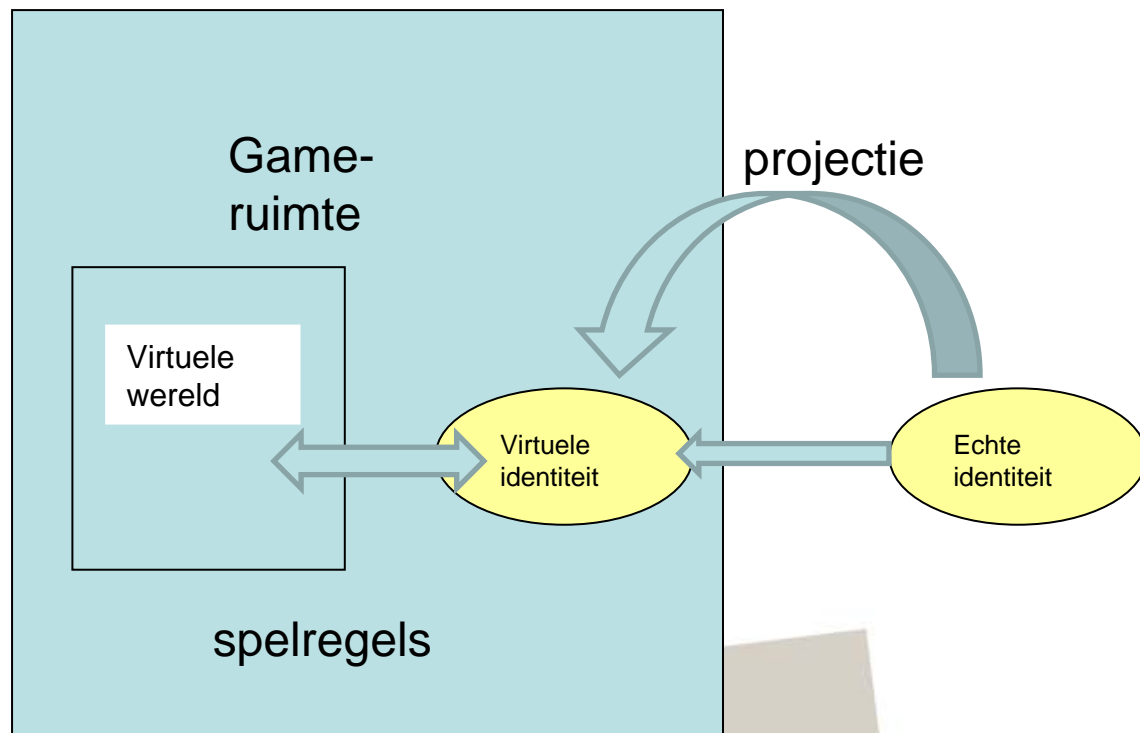 Game-
ruimte
projectie
Virtuele
wereld
Virtuele
identiteit
Echte
identiteit
spelregels